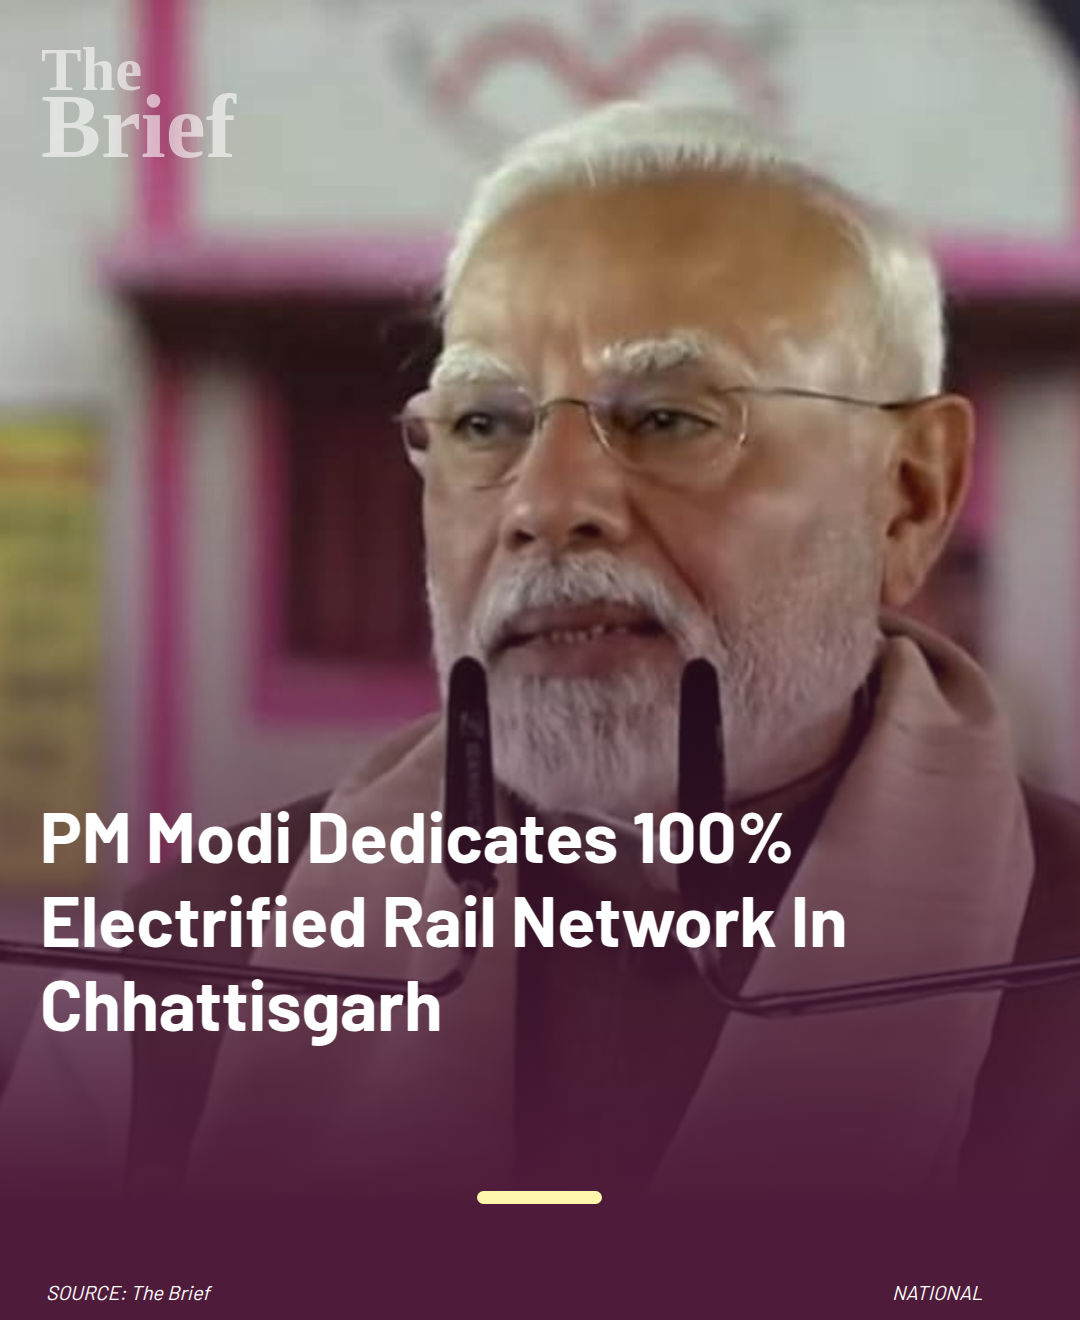 The
Brief
PM Modi Dedicates 100%
Electrified Rail Network In
Chhattisgarh
SOURCE: The Brief
NATIONAL